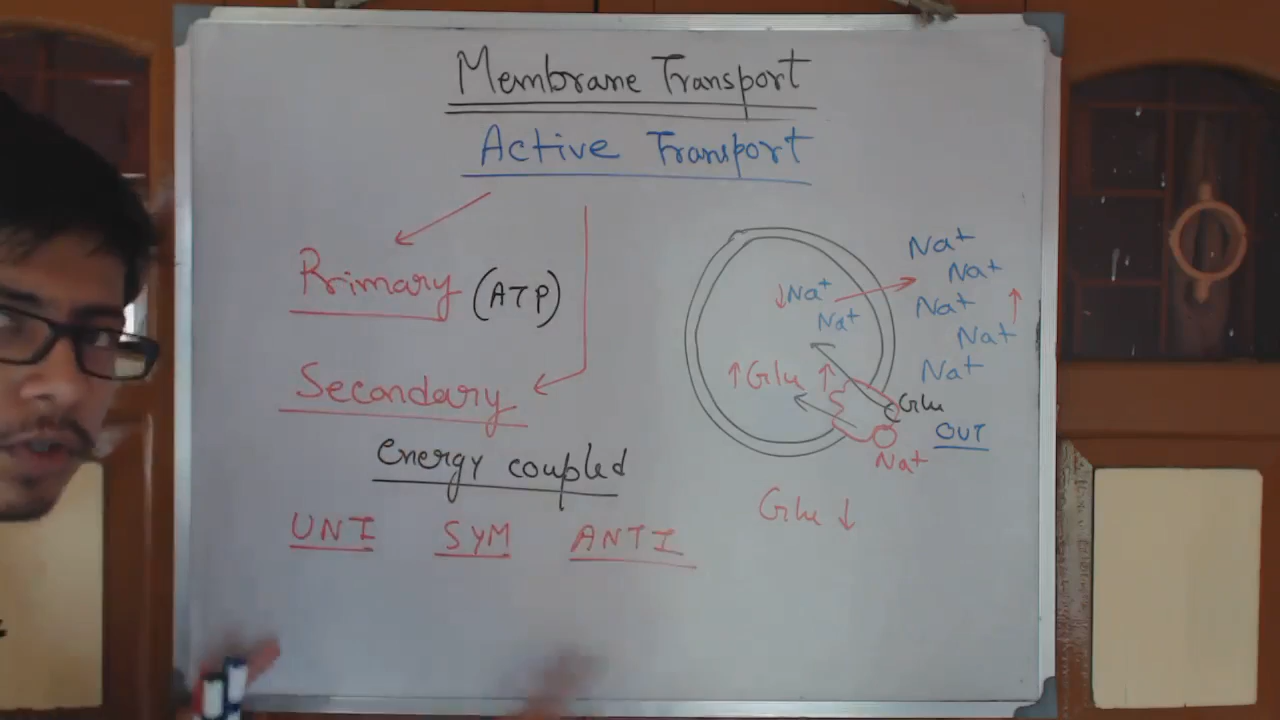 Membrane Transport
Active Transport
Primary (ATP)
Secondary
energy coupled
UNI SYM ANTI
Na+
Na+
↓Na+
Na+
Na+
Na+
Na+
↑Glu ↑
Glu
OUT
Na+
Glu ↓